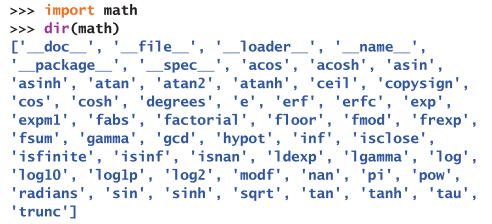 >>> import math
>>> dir(math)
['__doc__', '__file__', '__loader__', '__name__',
'__package__', '__spec__', 'acos', 'acosh', 'asin',
'asinh', 'atan', 'atan2', 'atanh', 'ceil', 'copysign',
'cos', 'cosh', 'degrees', 'e', 'erf', 'erfc', 'exp',
'expm1', 'fabs', 'factorial', 'floor', 'fmod', 'frexp',
'fsum', 'gamma', 'gcd', 'hypot', 'inf', 'isclose',
'isfinite', 'isinf', 'isnan', 'ldexp', 'lgamma', 'log',
'log10', 'log1p', 'log2', 'modf', 'nan', 'pi', 'pow',
'radians', 'sin', 'sinh', 'sqrt', 'tan', 'tanh', 'tau',
'trunc']